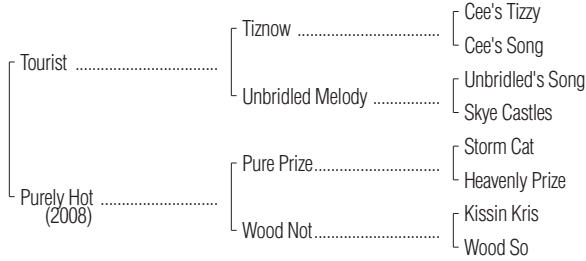 Cee's Tizzy
Tiznow ........................................
Cee's Song
Tourist ........................................
Unbridled's Song
Unbridled Melody ..................
Skye Castles
Storm Cat
Pure Prize...................................
Heavenly Prize
Purely Hot .................................
(2008)
Kissin Kris
Wood Not...................................
Wood So